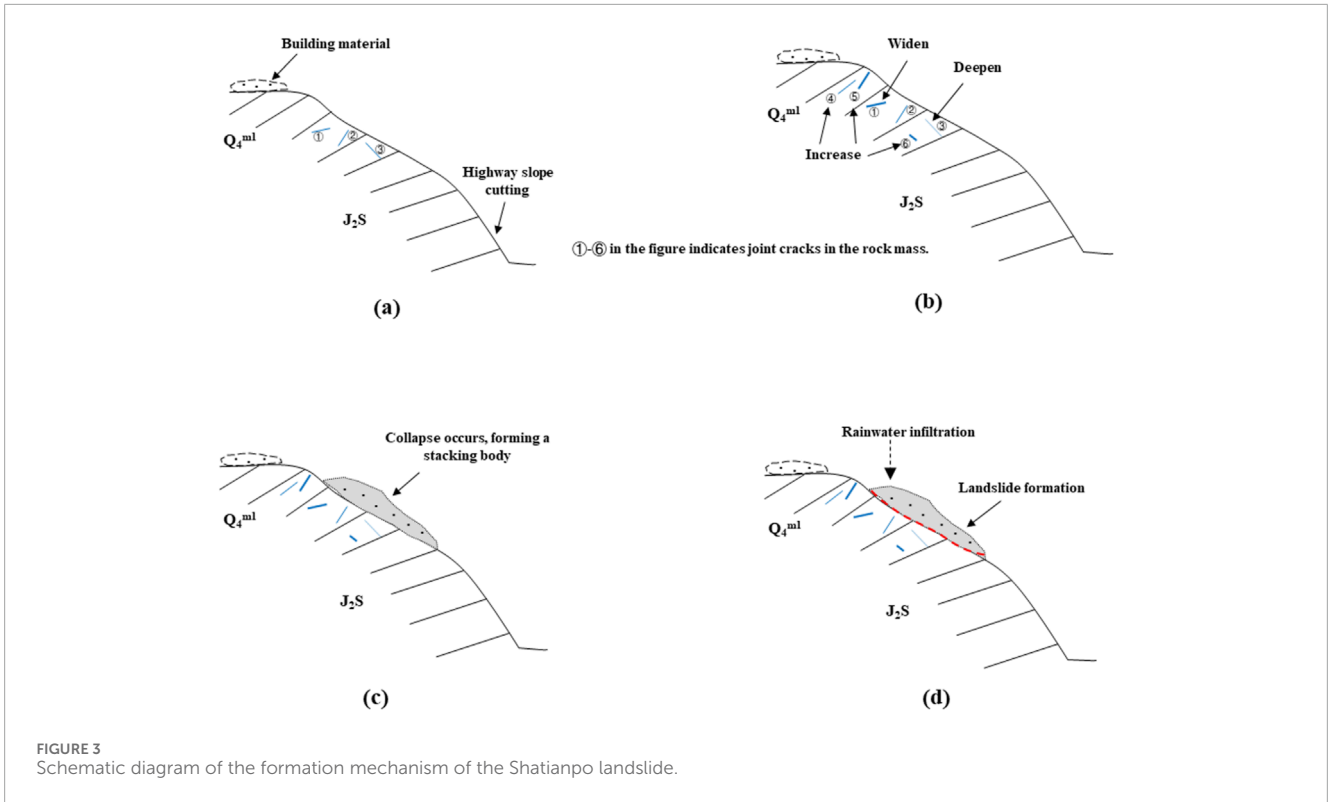 Building material
Q₄ᵐˡ
①
②
③
Highway slope
cutting
J₂S
(a)
Widen
Deepen
④
⑤
①
②
③
Q₄ᵐˡ
⑥
Increase
J₂S
①-⑥ in the figure indicates joint cracks in the rock mass.
(b)
Collapse occurs, forming a
stacking body
Q₄ᵐˡ
J₂S
(c)
Rainwater infiltration
Landslide formation
Q₄ᵐˡ
J₂S
(d)
FIGURE 3
Schematic diagram of the formation mechanism of the Shatianpo landslide.